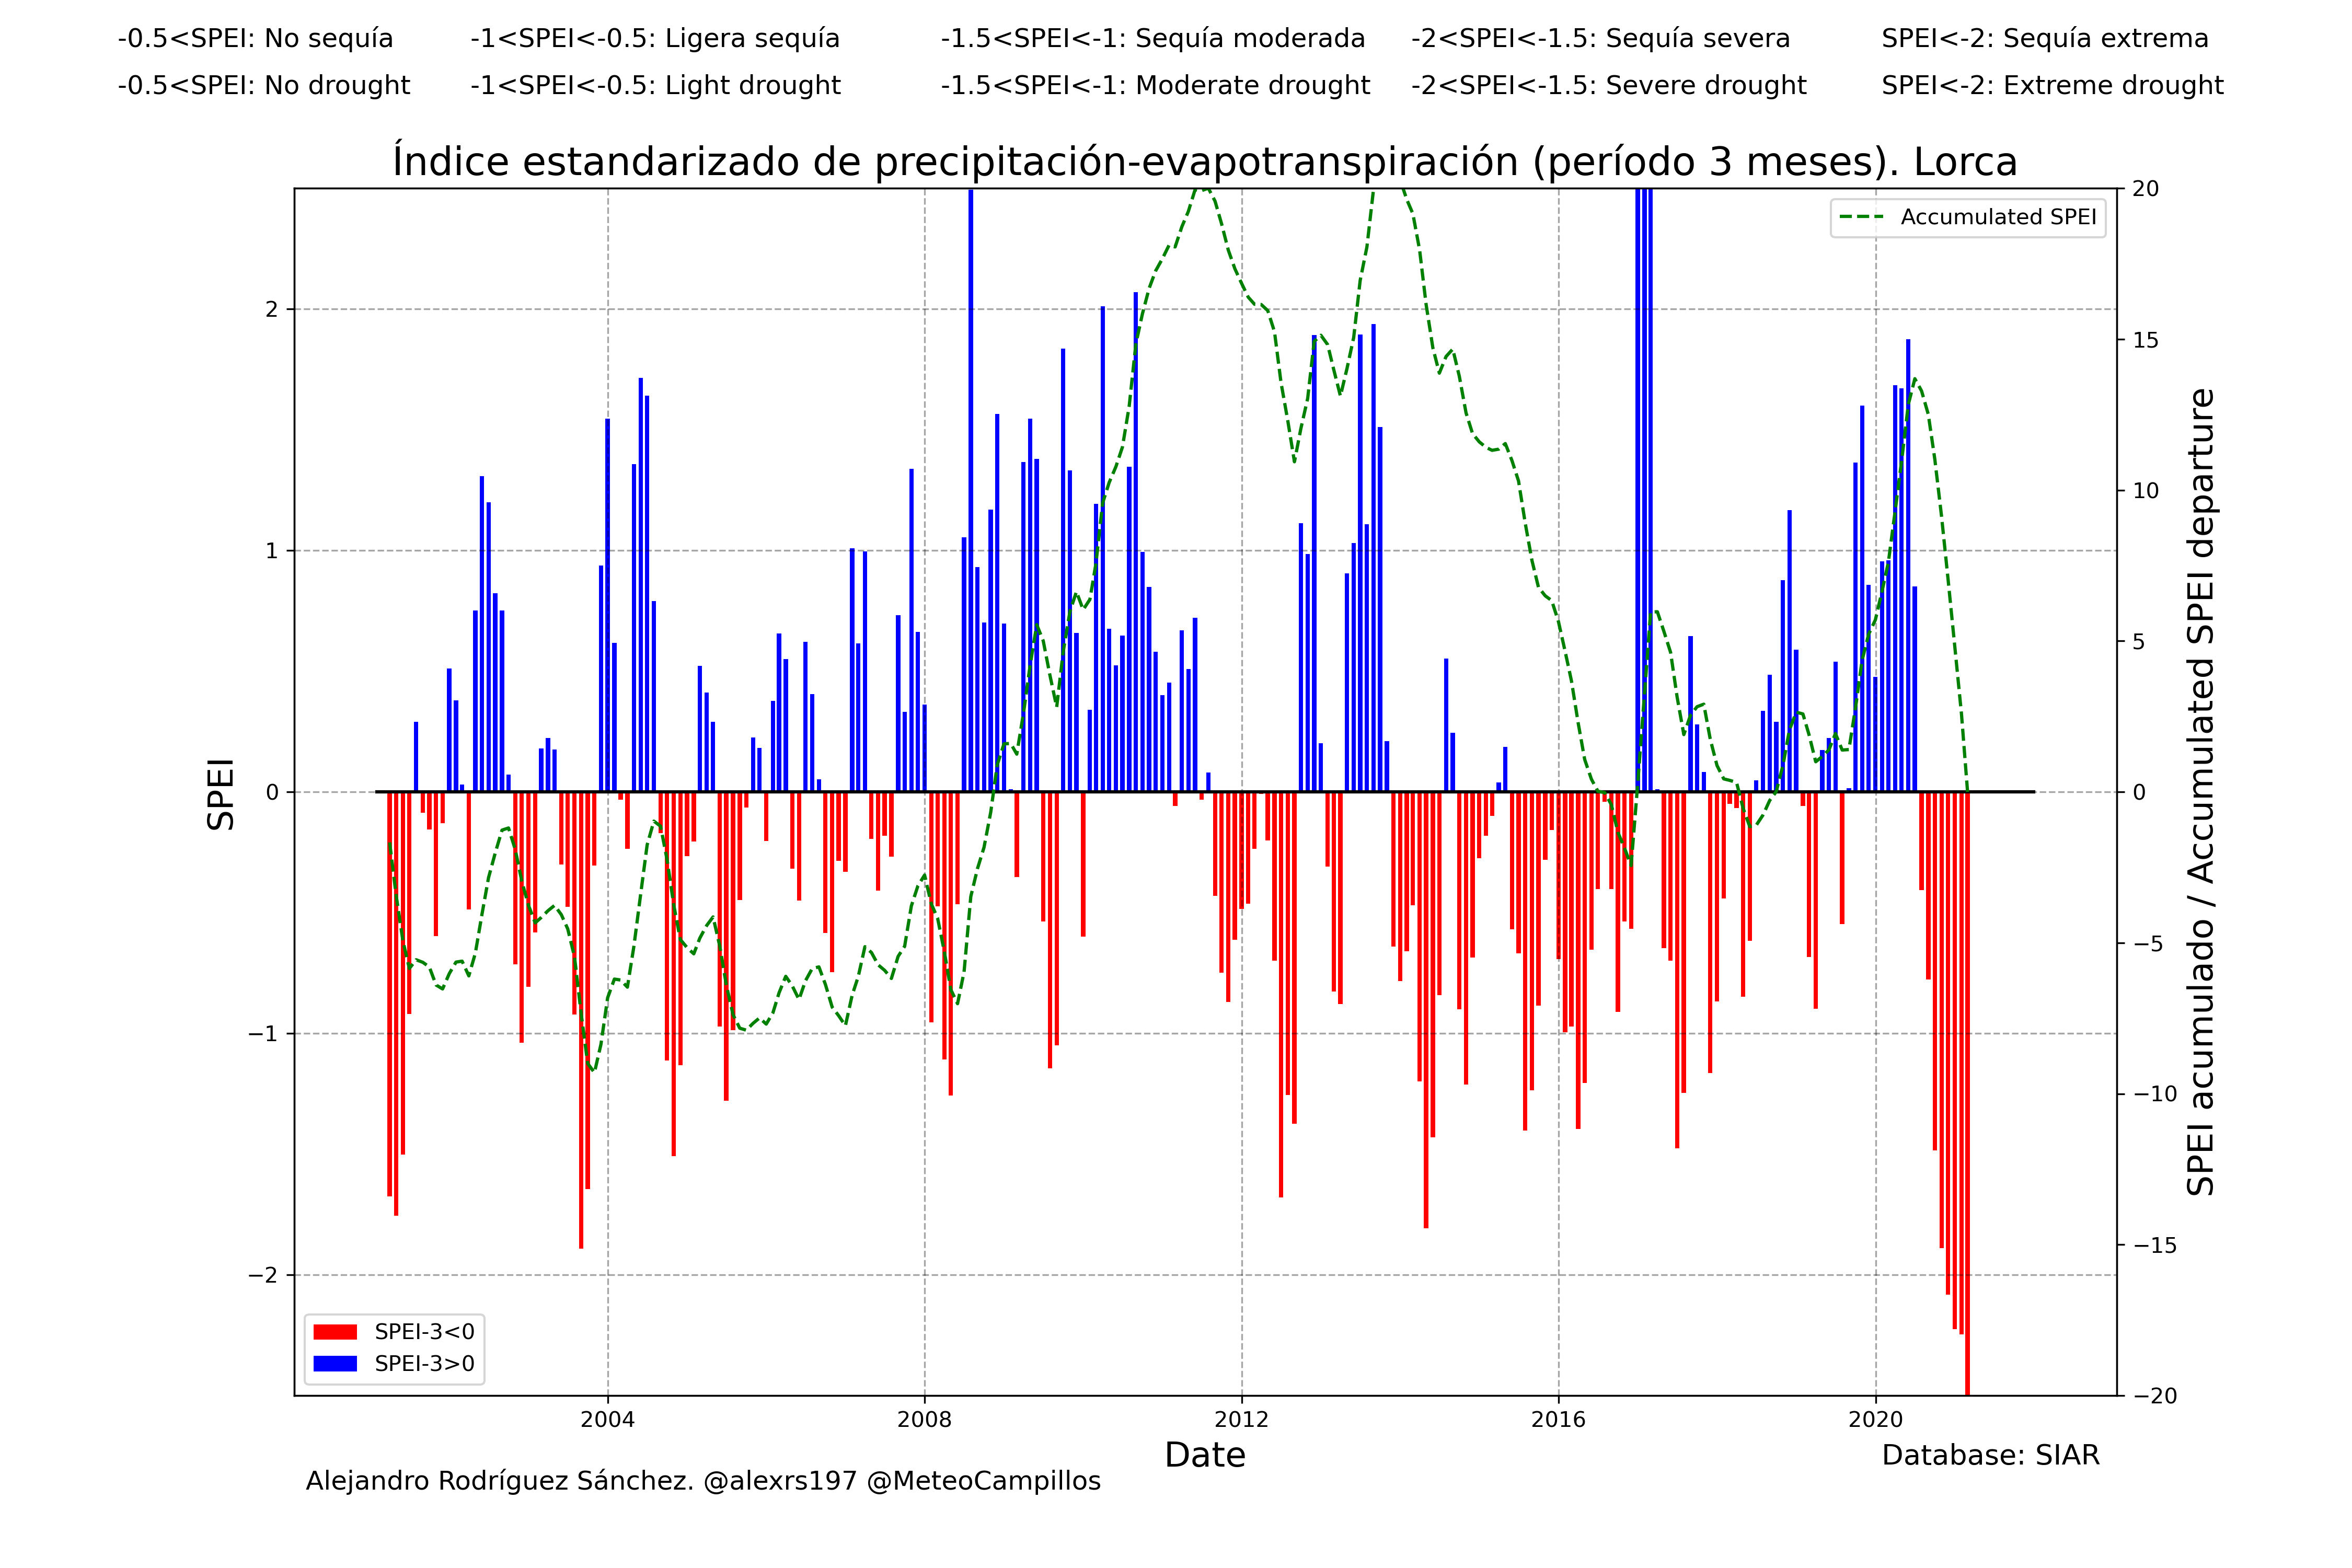 -0.5<SPEI: No sequía -1<SPEI<-0.5: Ligera sequía -1.5<SPEI<-1: Sequía moderada -2<SPEI<-1.5: Sequía severa SPEI<-2: Sequía extrema
-0.5<SPEI: No drought -1<SPEI<-0.5: Light drought -1.5<SPEI<-1: Moderate drought -2<SPEI<-1.5: Severe drought SPEI<-2: Extreme drought
Índice estandarizado de precipitación-evapotranspiración (período 3 meses). Lorca
Accumulated SPEI
SPEI
2
1
0
−1
−2
20
15
10
5
0
−5
−10
−15
−20
SPEI acumulado / Accumulated SPEI departure
SPEI-3<0
SPEI-3>0
2004 2008 2012 2016 2020
Date
Database: SIAR
Alejandro Rodríguez Sánchez. @alexrs197 @MeteoCampillos